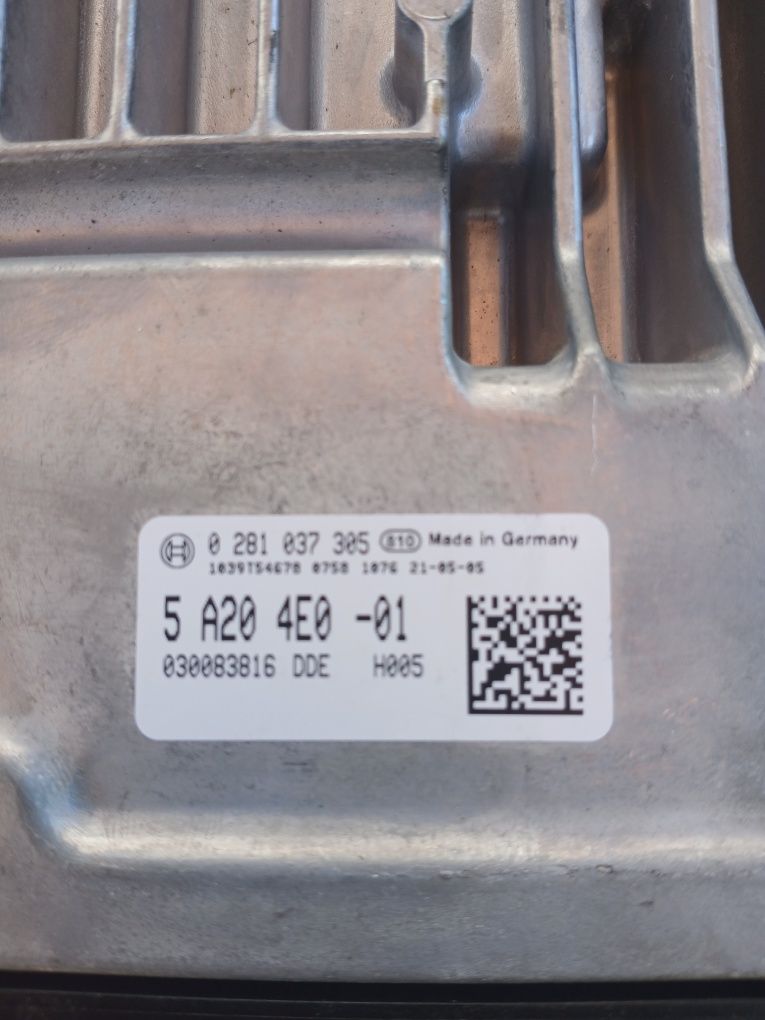 0 281 037 305 810 Made in Germany
1039T54678 0758 1076 21-05-05
5 A20 4E0 -01
030083816 DDE H005